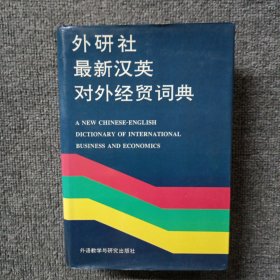 外研社
最新汉英
对外经贸词典
A NEW CHINESE-ENGLISH
DICTIONARY OF INTERNATIONAL
BUSINESS AND ECONOMICS
外语教学与研究出版社